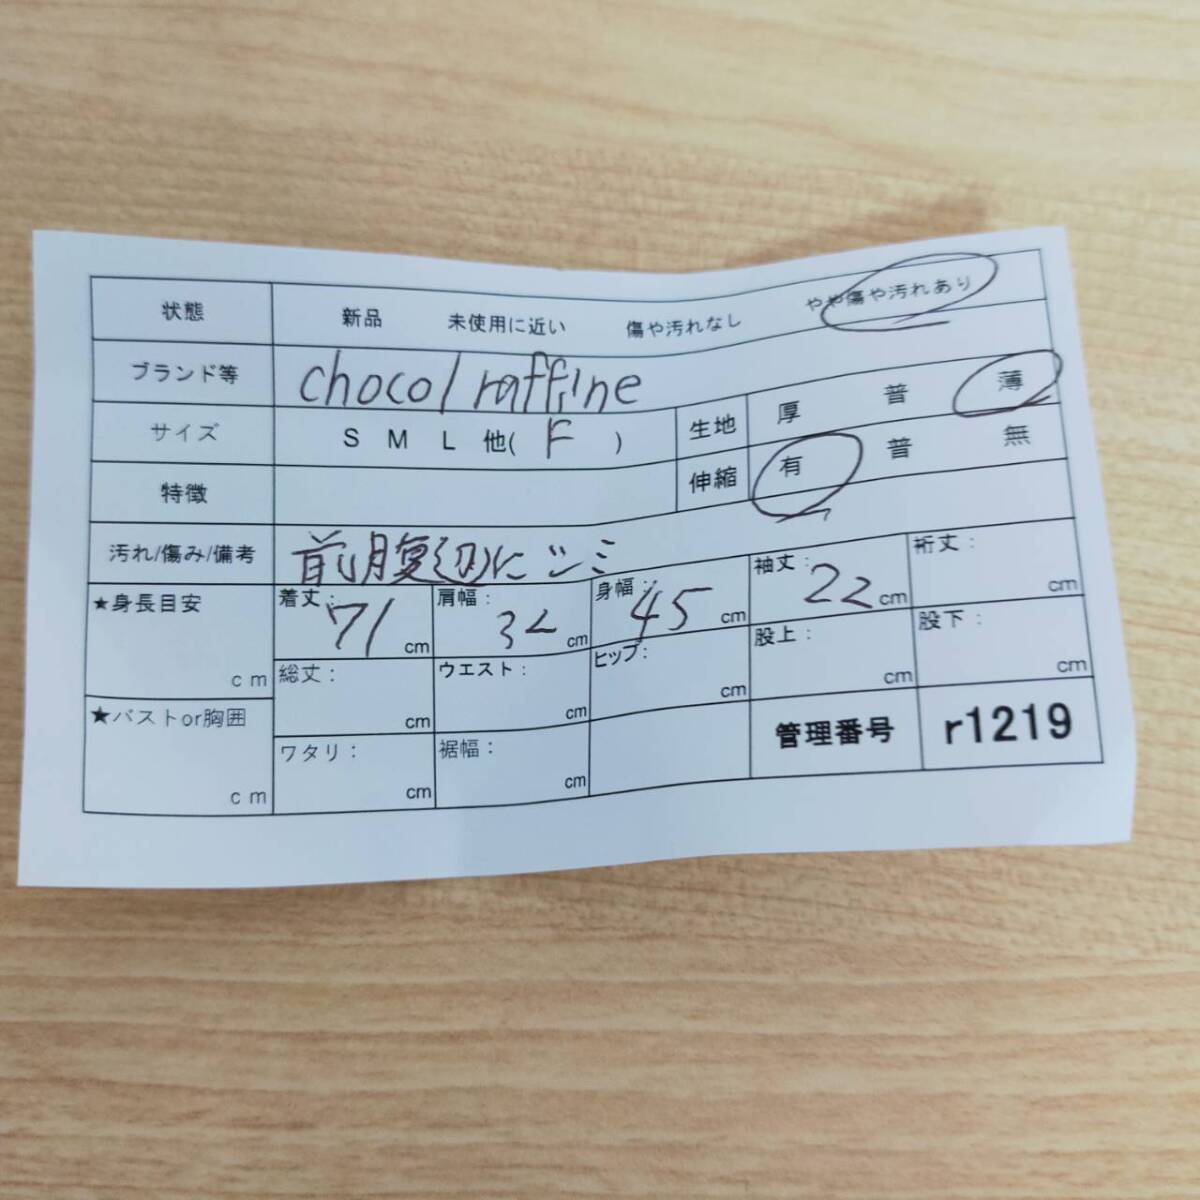 状態 新品 未使用に近い 傷や汚れなし やや傷や汚れあり
ブランド等 chocol raffine
サイズ S M L 他( F ) 生地 厚 普 薄
特徴 伸縮 有 普 無
汚れ/傷み/備考 前腹辺にシミ
★身長目安 cm
着丈: 71 cm 肩幅: 32 cm 身幅: 45 cm 袖丈: 22 cm 裄丈: cm
総丈: cm ウエスト: cm ヒップ: cm 股上: cm 股下: cm
★バストor胸囲 cm
ワタリ: cm 裾幅: cm 管理番号 r1219